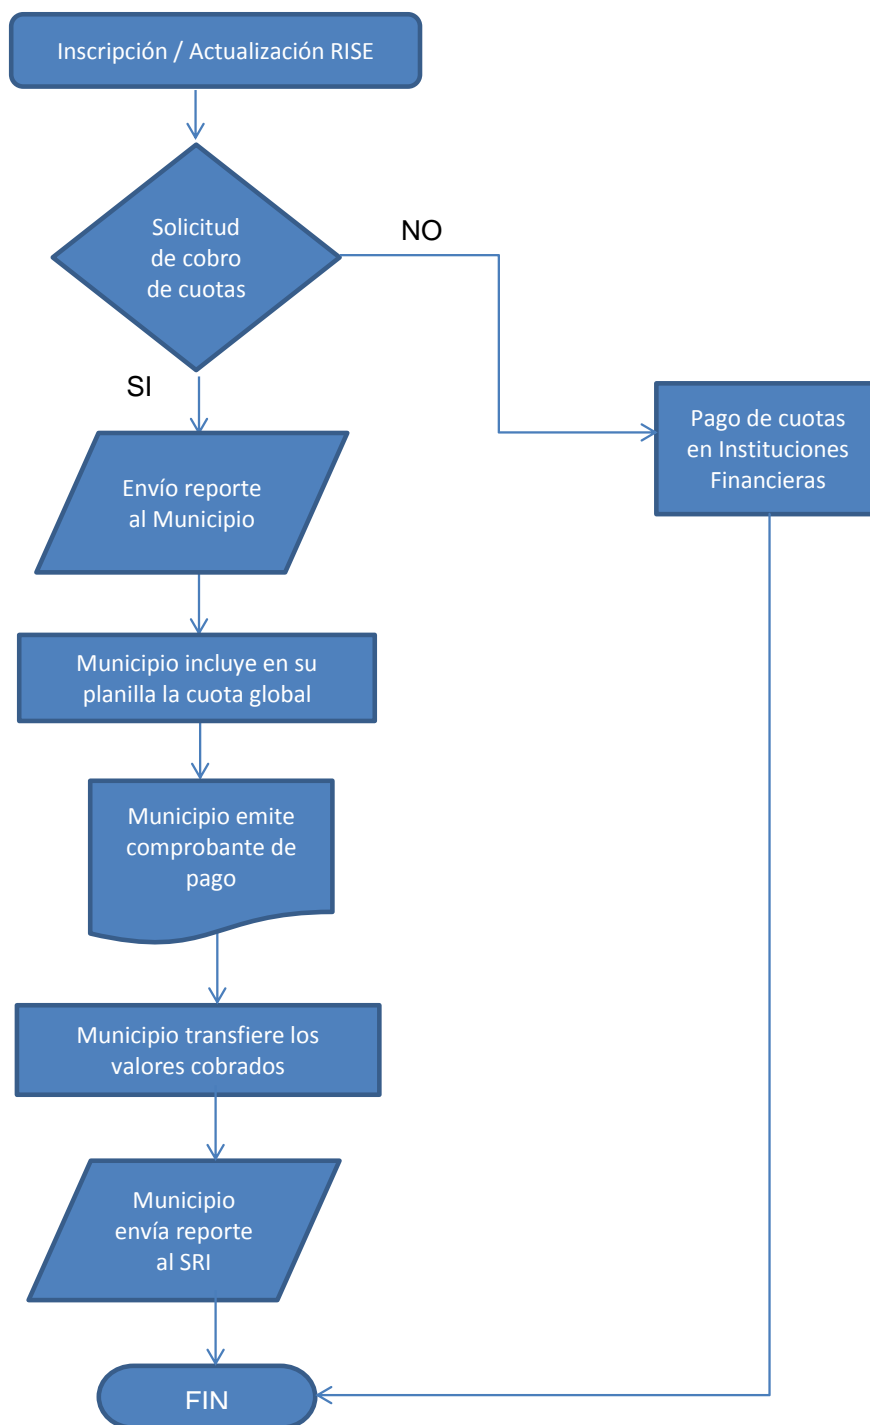 Inscripción / Actualización RISE
Solicitud
de cobro
de cuotas
NO
SI
Pago de cuotas
en Instituciones
Financieras
Envío reporte
al Municipio
Municipio incluye en su
planilla la cuota global
Municipio emite
comprobante de
pago
Municipio transfiere los
valores cobrados
Municipio
envía reporte
al SRI
FIN